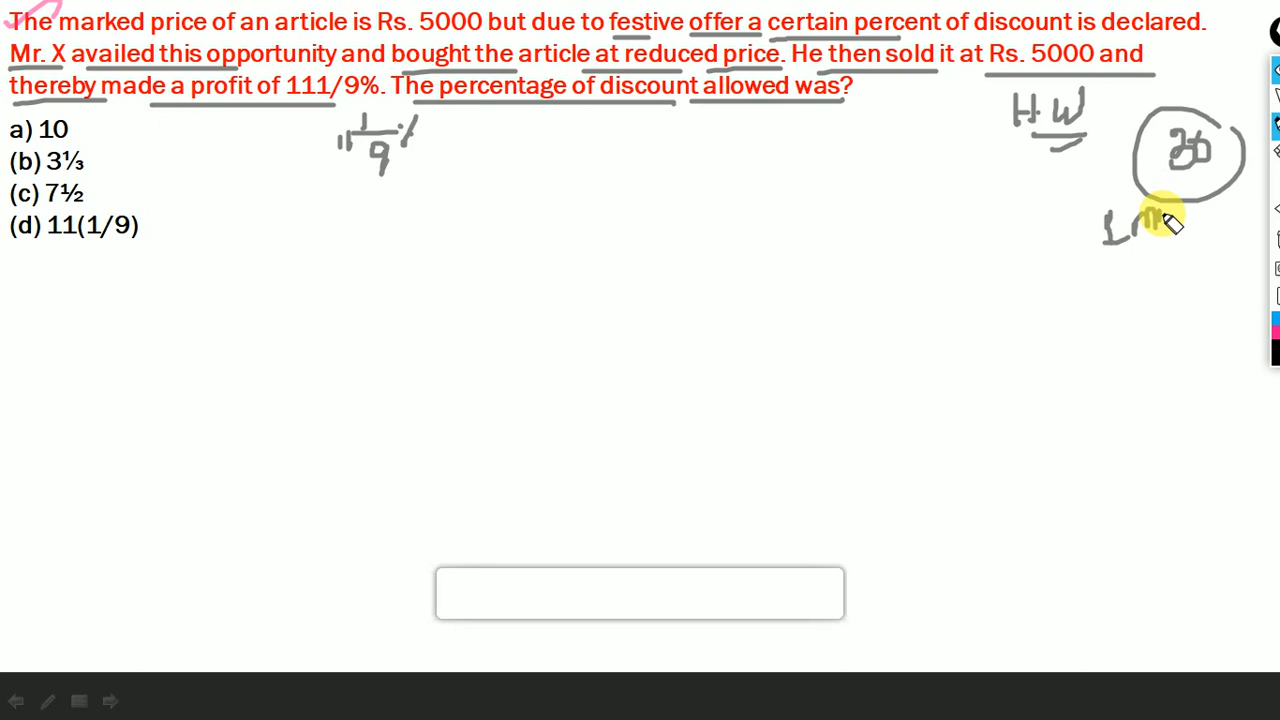 The marked price of an article is Rs. 5000 but due to festive offer a certain percent of discount is declared.
Mr. X availed this opportunity and bought the article at reduced price. He then sold it at Rs. 5000 and
thereby made a profit of 111/9%. The percentage of discount allowed was?
H.W
a) 10
11 1/9 %
(b) 3⅓
(c) 7½
(d) 11(1/9)